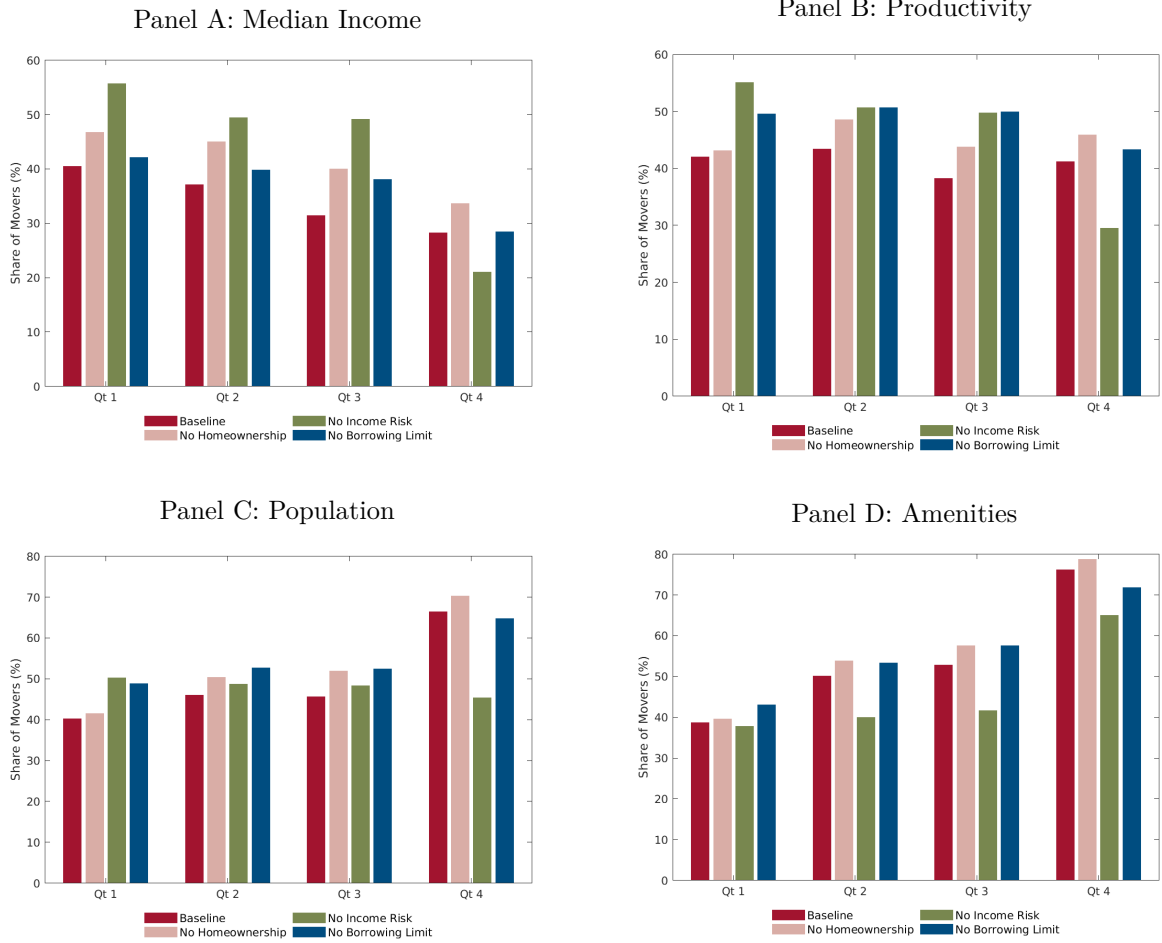 Panel A: Median Income
60
50
40
30
20
10
0
Share of Movers (%)
Qt 1 Qt 2 Qt 3 Qt 4
Baseline No Income Risk
No Homeownership No Borrowing Limit
Panel B: Productivity
60
50
40
30
20
10
0
Share of Movers (%)
Qt 1 Qt 2 Qt 3 Qt 4
Baseline No Income Risk
No Homeownership No Borrowing Limit
Panel C: Population
80
70
60
50
40
30
20
10
0
Share of Movers (%)
Qt 1 Qt 2 Qt 3 Qt 4
Baseline No Income Risk
No Homeownership No Borrowing Limit
Panel D: Amenities
80
70
60
50
40
30
20
10
0
Share of Movers (%)
Qt 1 Qt 2 Qt 3 Qt 4
Baseline No Income Risk
No Homeownership No Borrowing Limit